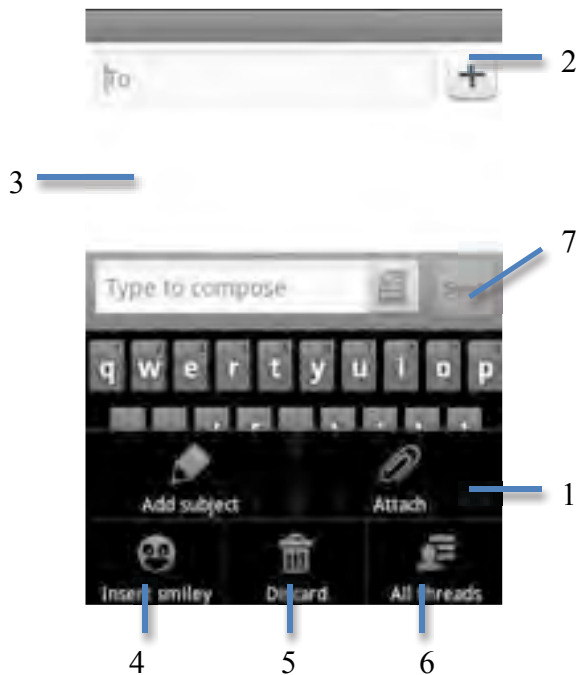 2
To
3
7
Type to compose
q w e r t y u i o p
1
Add subject Attach
Insert smiley Discard All threads
4 5 6